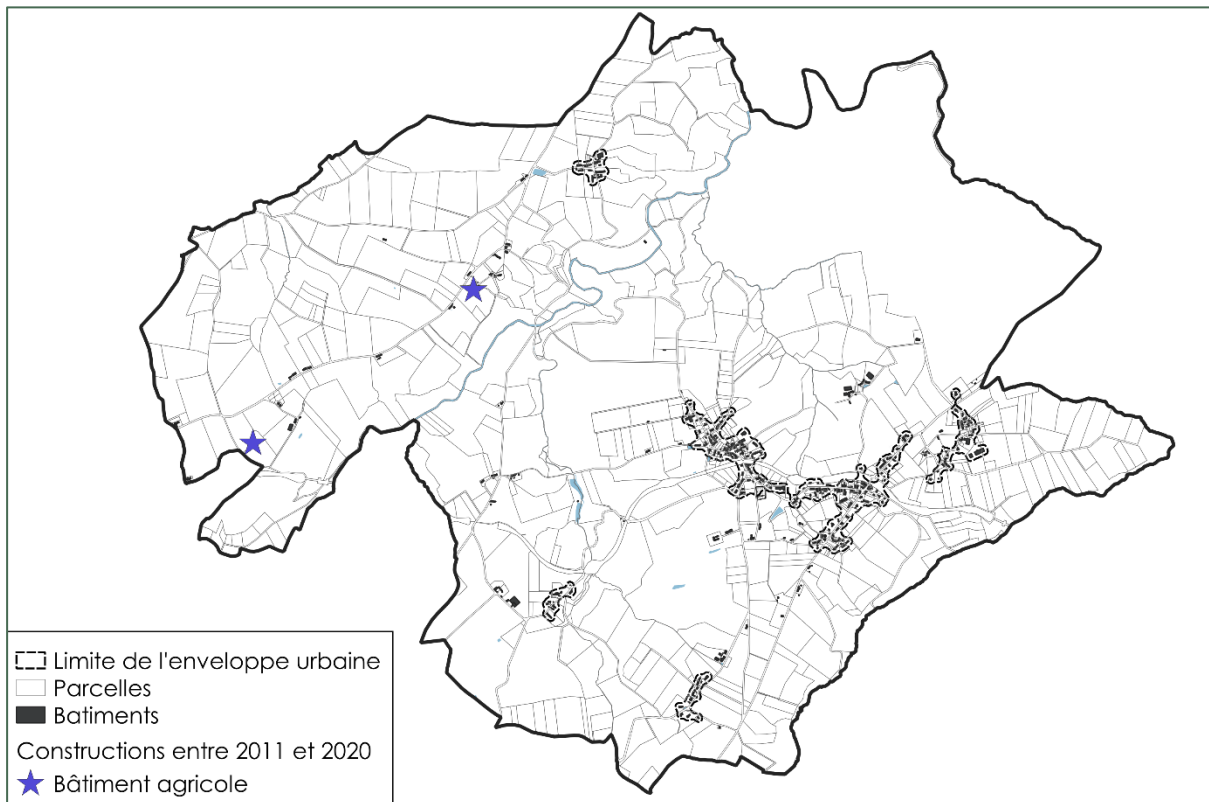 Limite de l'enveloppe urbaine
Parcelles
Batiments
Constructions entre 2011 et 2020
Bâtiment agricole